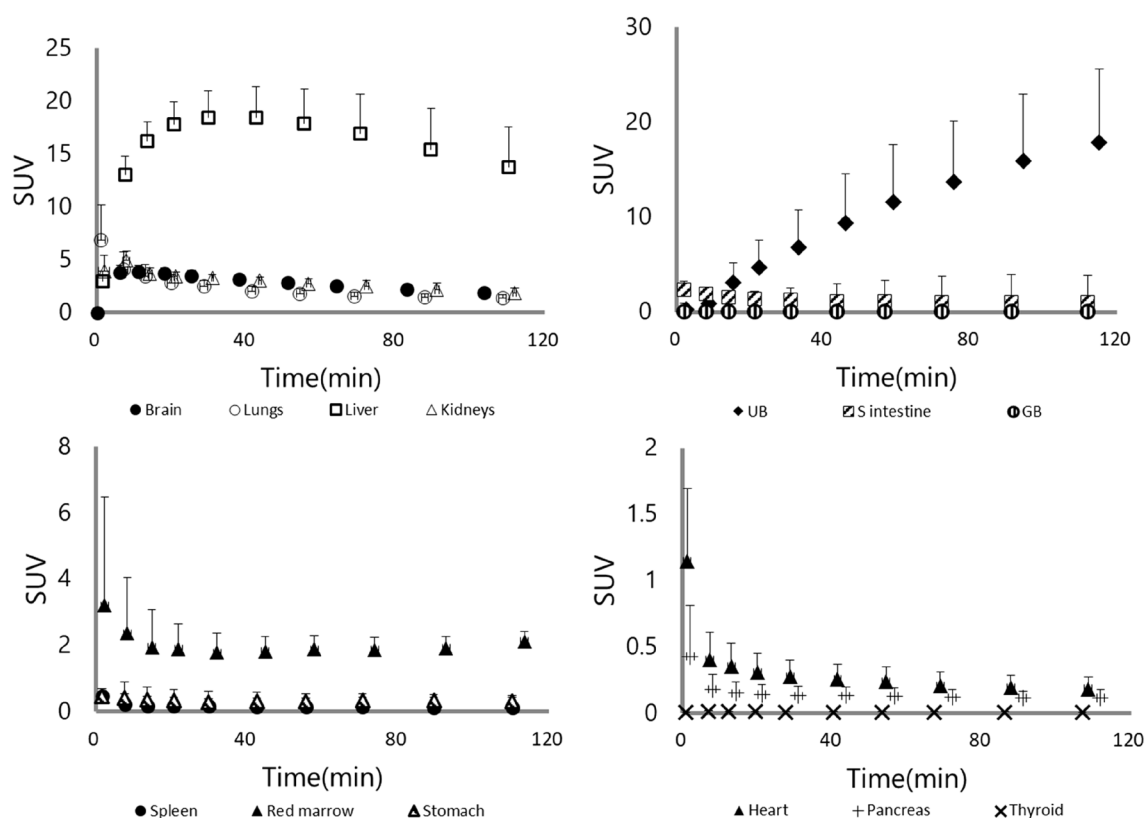 25
20
15
10
5
0
SUV
0 40 80 120
Time(min)
Brain Lungs Liver Kidneys
30
20
10
0
SUV
0 20 40 60 80 100 120
Time(min)
UB S intestine GB
8
6
4
2
0
SUV
0 40 80 120
Time(min)
Spleen Red marrow Stomach
2
1.5
1
0.5
0
SUV
0 40 80 120
Time(min)
Heart Pancreas Thyroid